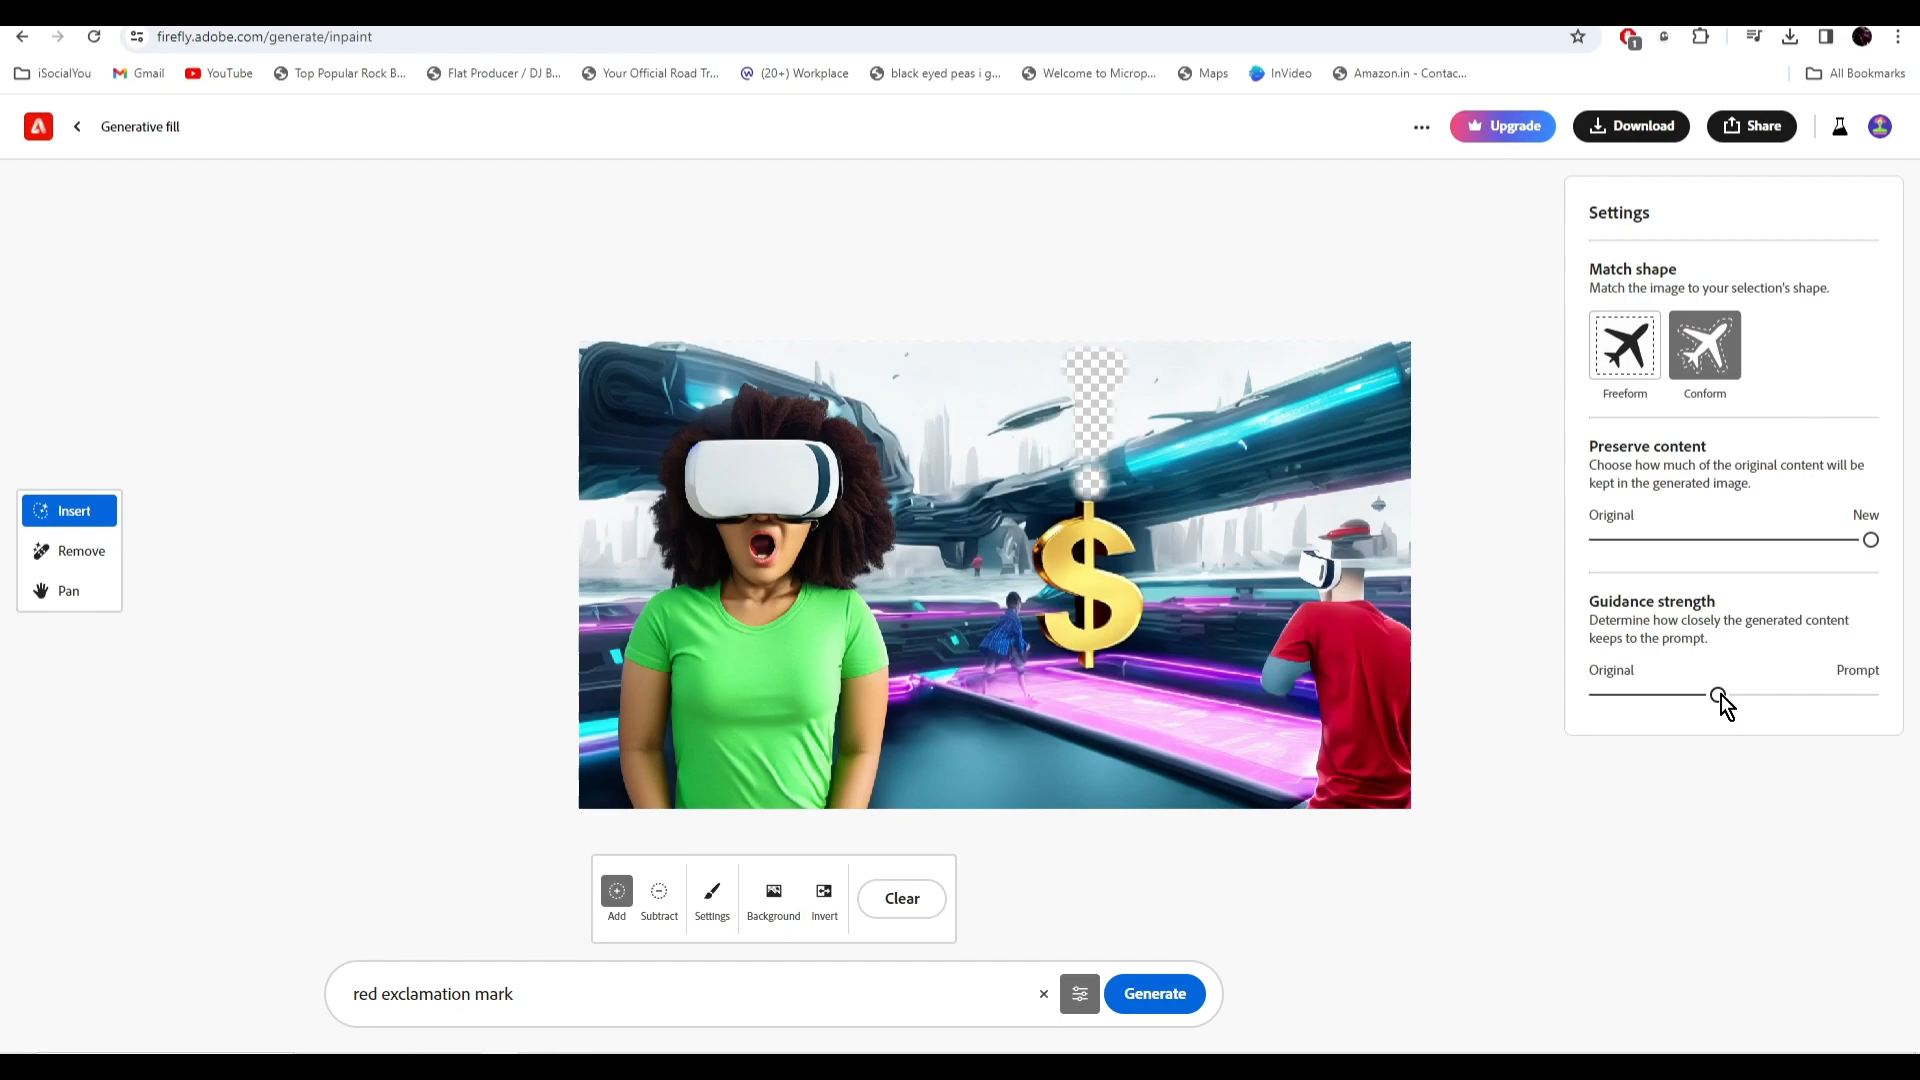 firefly.adobe.com/generate/inpaint
1
iSocialYou
Gmail
YouTube
Top Popular Rock B...
Flat Producer / DJ B...
Your Official Road Tr...
(20+) Workplace
black eyed peas i g...
Welcome to Microp...
Maps
InVideo
Amazon.in - Contac...
All Bookmarks
Generative fill
Upgrade
Download
Share
Settings
Match shape
Match the image to your selection's shape.
Freeform
Conform
Preserve content
Choose how much of the original content will be
kept in the generated image.
Original
New
Guidance strength
Determine how closely the generated content
keeps to the prompt.
Original
Prompt
Insert
Remove
Pan
$
Add
Subtract
Settings
Background
Invert
Clear
red exclamation mark
Generate